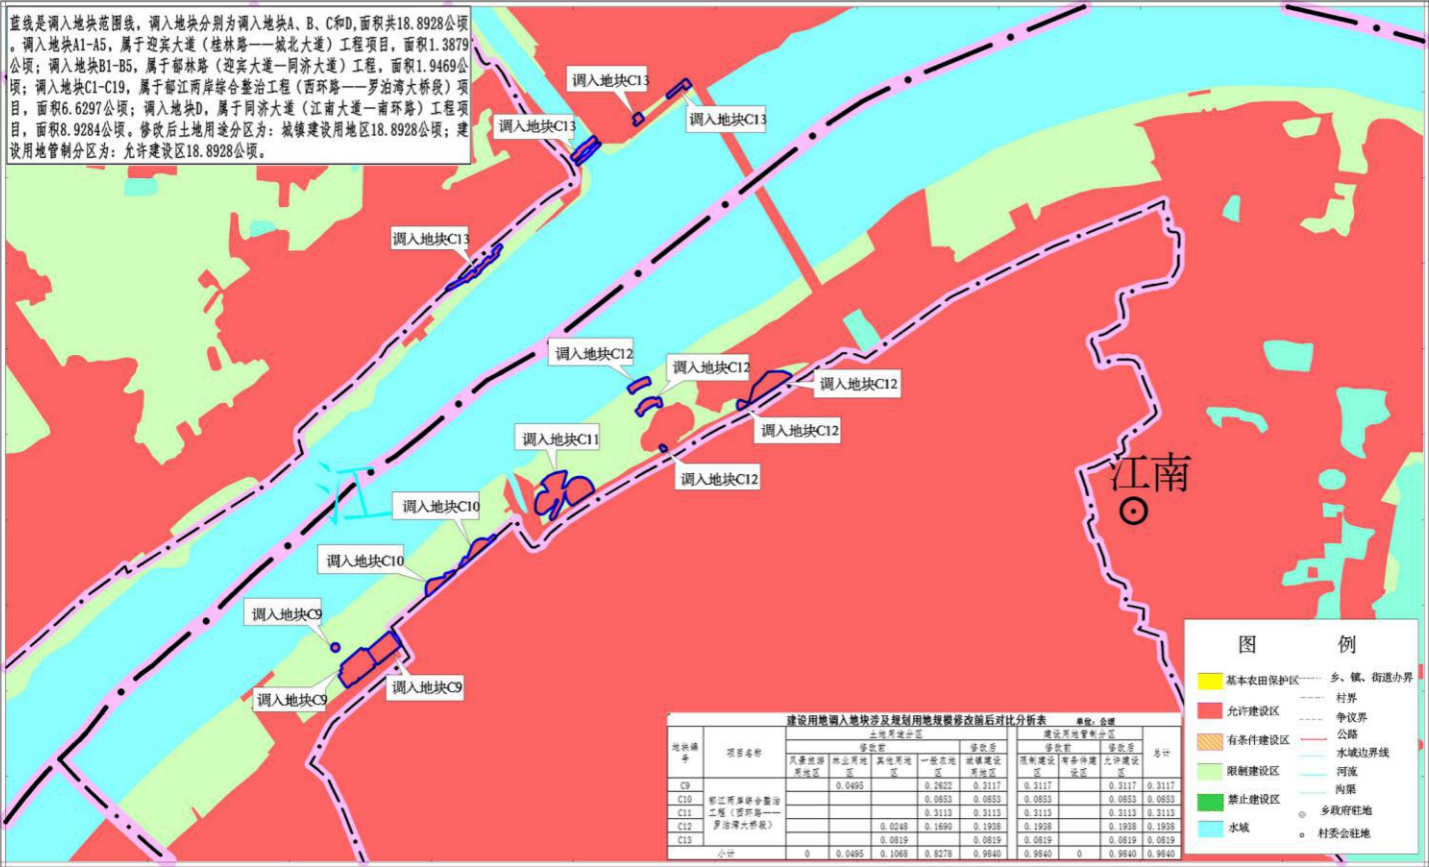 蓝线是调入地块范围线，调入地块分别为调入地块A、B、C和D,面积共18.8928公顷
。调入地块A1-A5，属于迎宾大道（桂林路——城北大道）工程项目，面积1.3879
公顷；调入地块B1-B5，属于郁林路（迎宾大道—同济大道）工程，面积1.9469公
顷；调入地块C1-C19，属于郁江两岸综合整治工程（西环路——罗泊湾大桥段）项
目，面积6.6297公顷；调入地块D，属于同济大道（江南大道—南环路）工程项
目，面积8.9284公顷。修改后土地用途分区为：城镇建设用地区18.8928公顷；建
设用地管制分区为：允许建设区18.8928公顷。
调入地块C13
调入地块C13
调入地块C13
调入地块C13
调入地块C12
调入地块C12
调入地块C12
调入地块C12
调入地块C11
调入地块C12
调入地块C10
调入地块C10
调入地块C9
调入地块C9
调入地块C9
江南
图 例
基本农田保护区
允许建设区
有条件建设区
限制建设区
禁止建设区
水域
乡、镇、街道办界
村界
争议界
公路
水域边界线
河流
沟渠
乡政府驻地
村委会驻地
建设用地调入地块涉及规划用地规模修改前后对比分析表 单位：公顷
地块编号 项目名称 土地用途分区 建设用地管制分区 总计
修改前 修改后 修改前 修改后
风景旅游用地区 林业用地区 其他用地区 一般农地区 城镇建设用地区 限制建设区 有条件建设区 允许建设区
郁江两岸综合整治工程（西环路——罗泊湾大桥段）
C9 0.0495 0.2622 0.3117 0.3117 0.3117 0.3117
C10 0.0853 0.0853 0.0853 0.0853 0.0853
C11 0.3113 0.3113 0.3113 0.3113 0.3113
C12 0.0248 0.1690 0.1938 0.1938 0.1938 0.1938
C13 0.0819 0.0819 0.0819 0.0819 0.0819
小计 0 0.0495 0.1068 0.8278 0.9840 0.9840 0 0.9840 0.9840